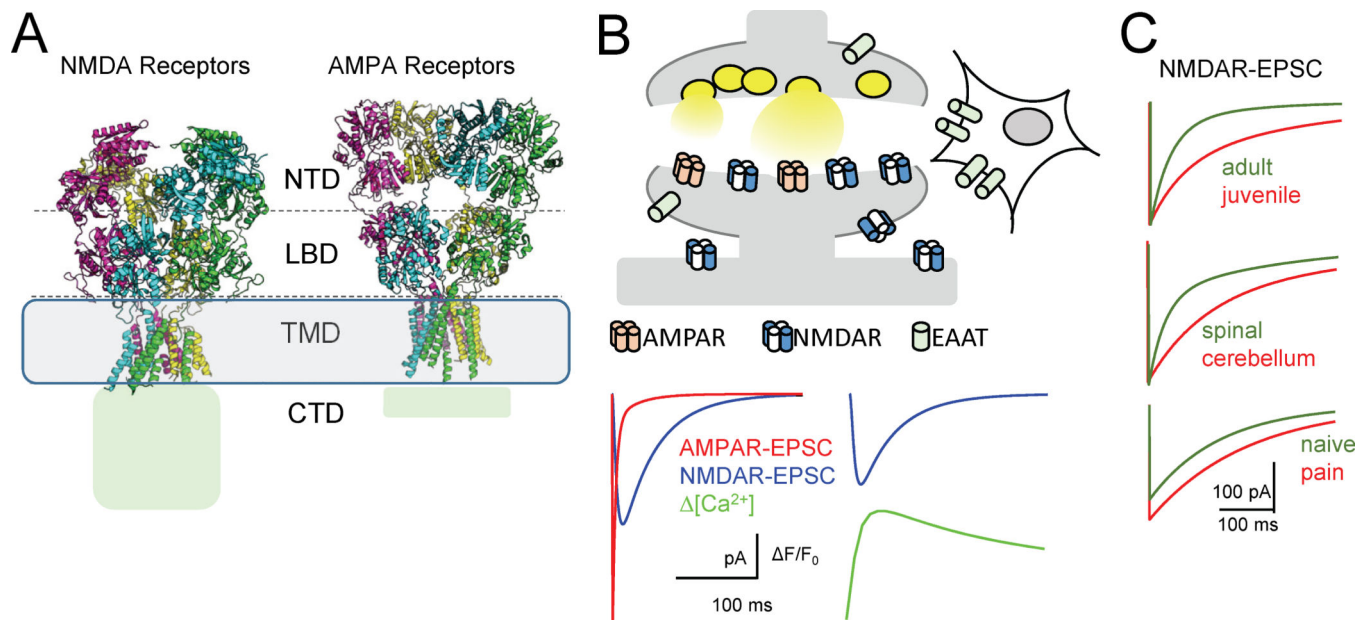 A
NMDA Receptors
AMPA Receptors
NTD
LBD
TMD
CTD
B
AMPAR
NMDAR
EAAT
AMPAR-EPSC
NMDAR-EPSC
Δ[Ca²⁺]
pA
ΔF/F₀
100 ms
C
NMDAR-EPSC
adult
juvenile
spinal
cerebellum
naive
pain
100 pA
100 ms